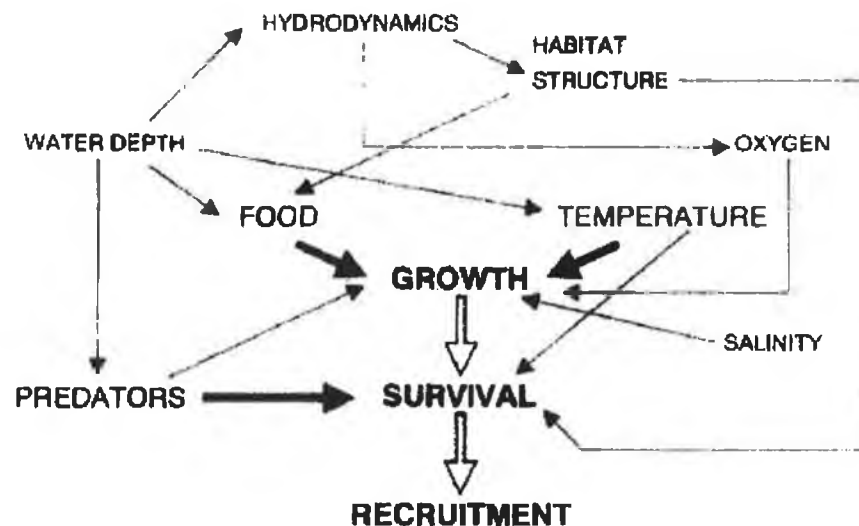 HYDRODYNAMICS
HABITAT
STRUCTURE
WATER DEPTH
OXYGEN
FOOD
TEMPERATURE
GROWTH
SALINITY
PREDATORS
SURVIVAL
RECRUITMENT